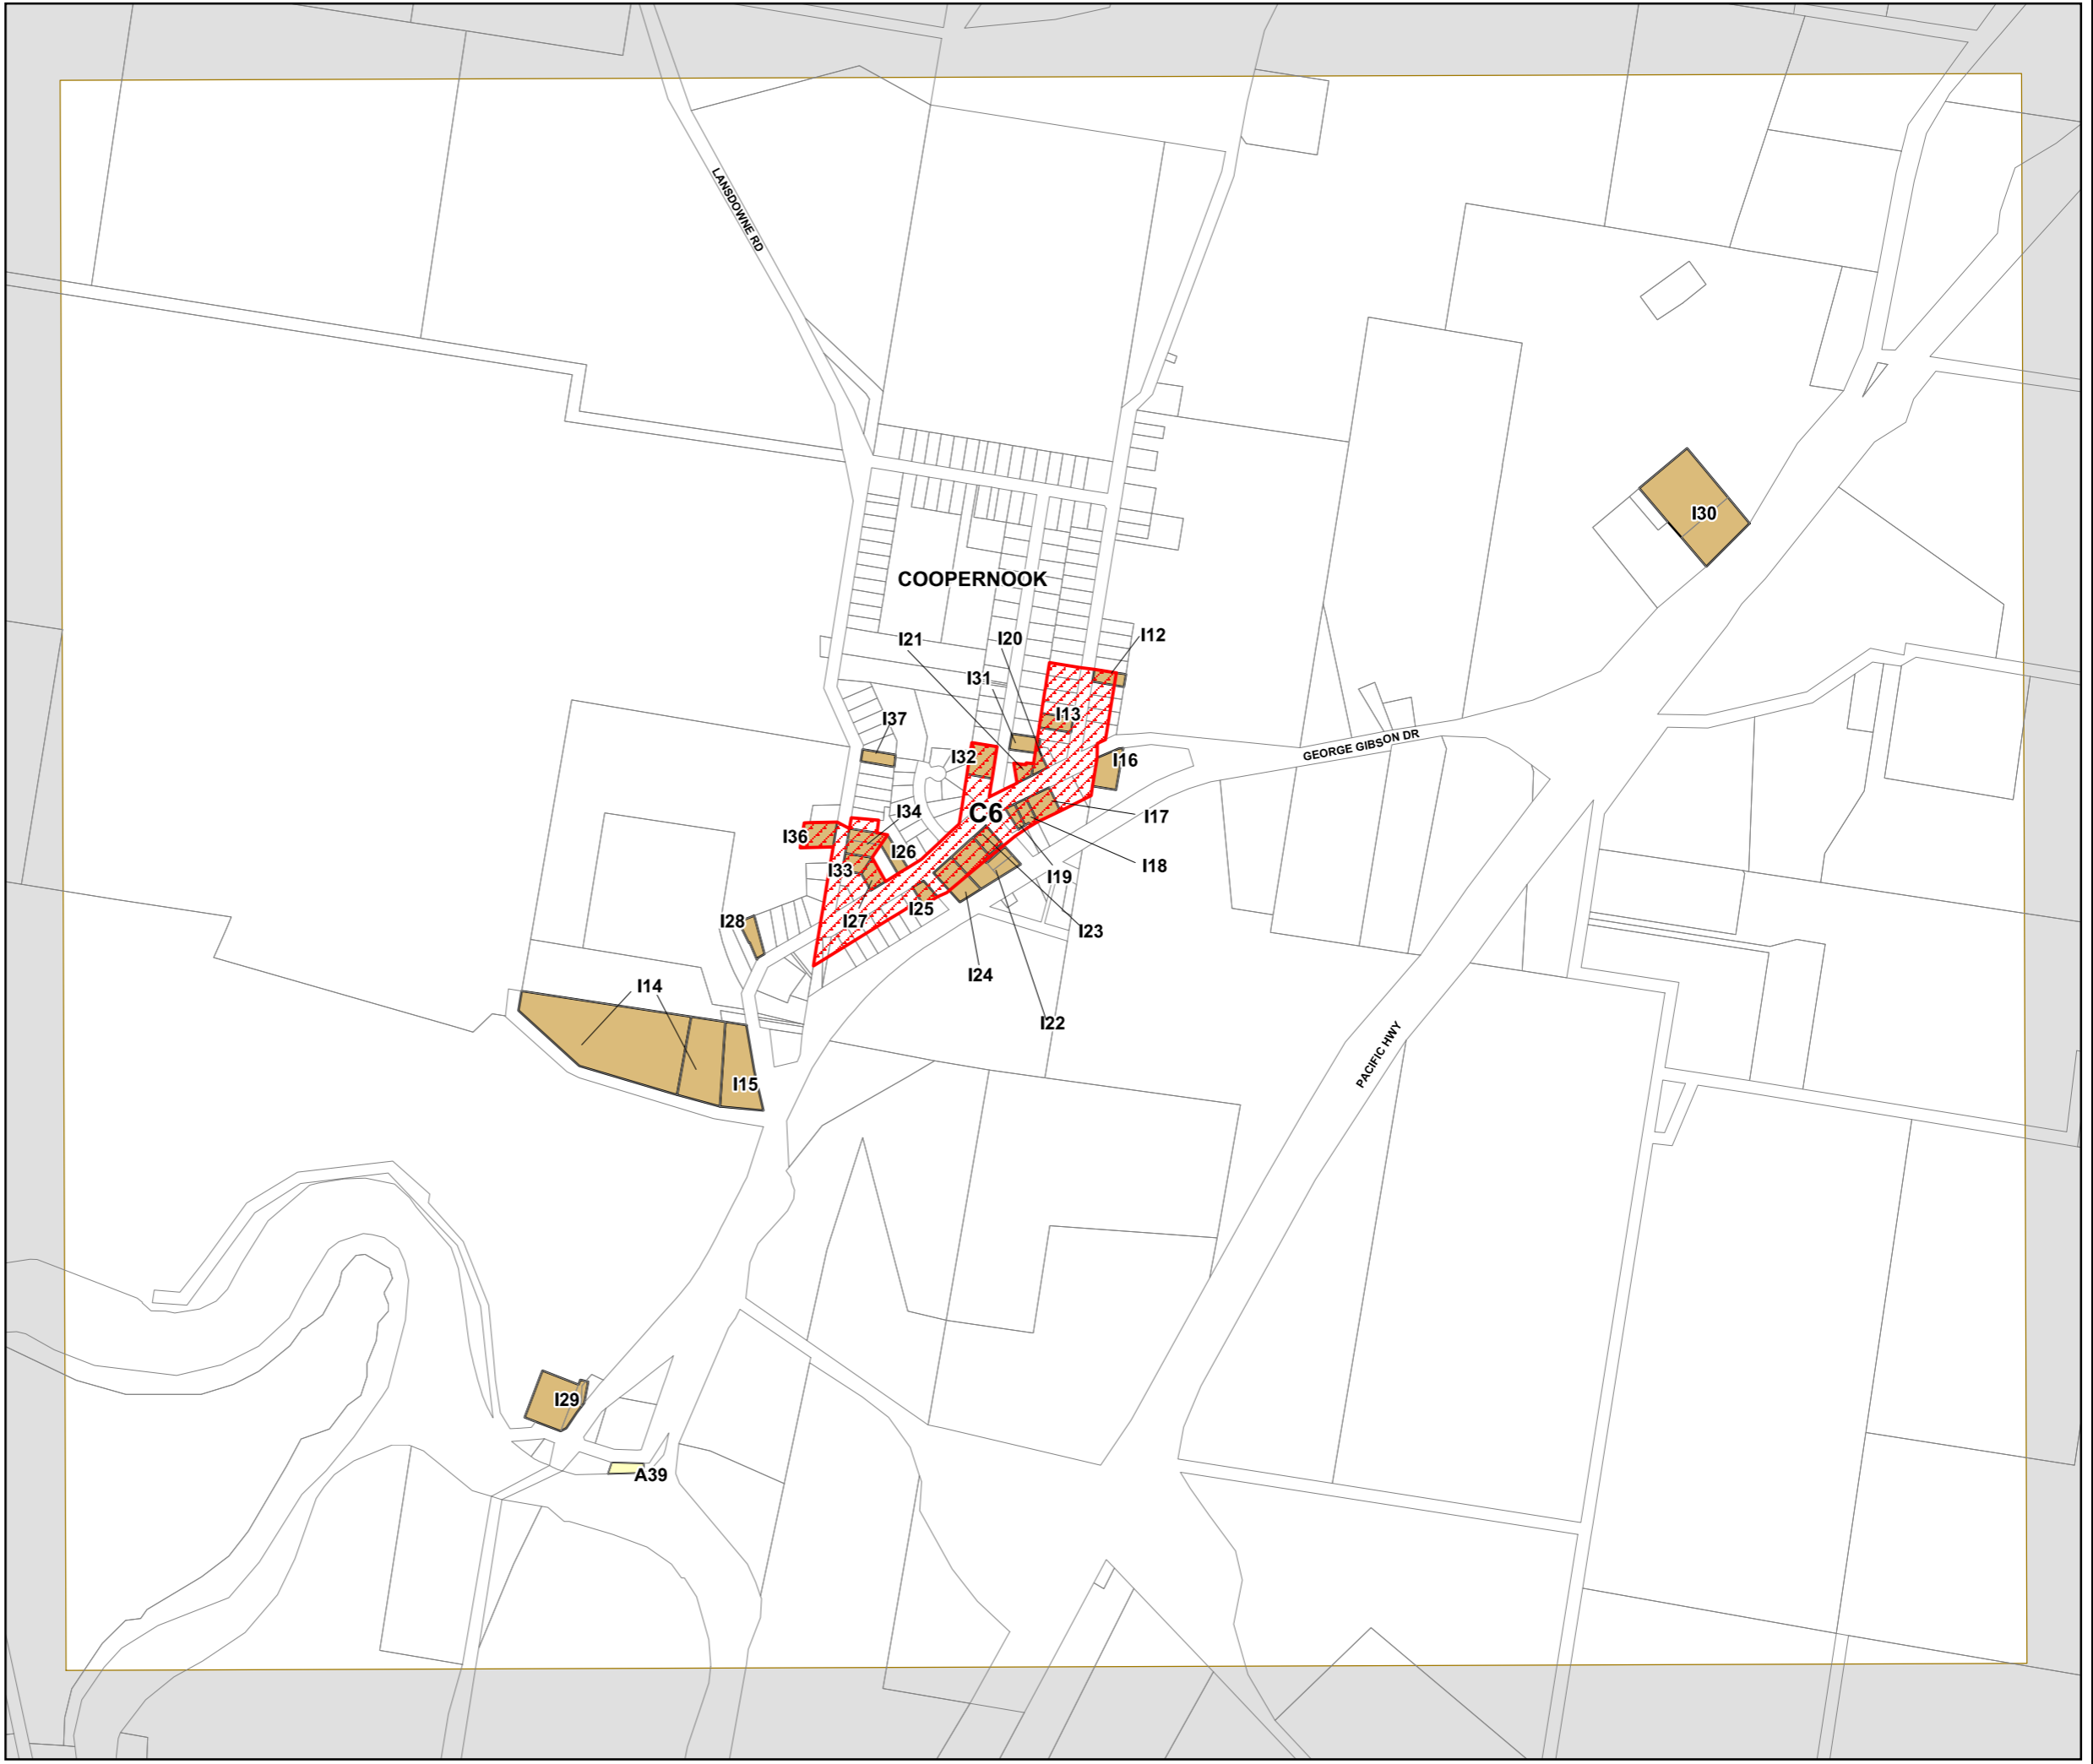 LANSDOWNE RD
I30
COOPERNOOK
I21
I20
I12
I31
I13
I37
I32
I16
GEORGE GIBSON DR
C6
I34
I17
I36
I26
I18
I33
I19
I25
I28
I27
I23
I24
I14
I22
PACIFIC HWY
I15
I29
A39